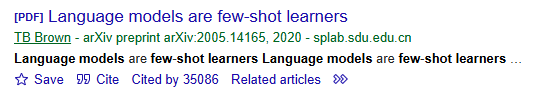 [PDF] Language models are few-shot learners
TB Brown - arXiv preprint arXiv:2005.14165, 2020 - splab.sdu.edu.cn
Language models are few-shot learners Language models are few-shot learners ...
Save Cite Cited by 35086 Related articles